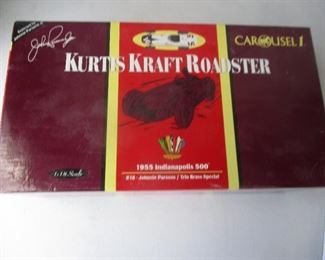 CAROUSEL 1
KURTIS KRAFT ROADSTER
1:18 Scale
1955 Indianapolis 500
#16 - Johnnie Parsons / Trio Brass Special